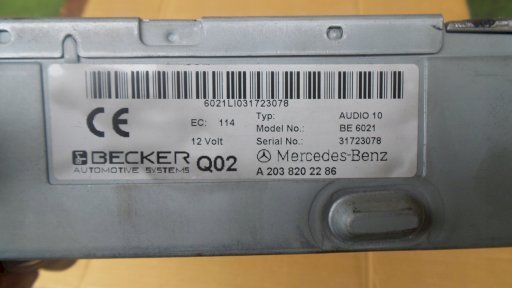 6021LI031723078
EC: 114 Typ: AUDIO 10
Model No.: BE 6021
12 Volt Serial No.: 31723078
CE
BECKER
AUTOMOTIVE SYSTEMS
Q02
Mercedes-Benz
A 203 820 22 86